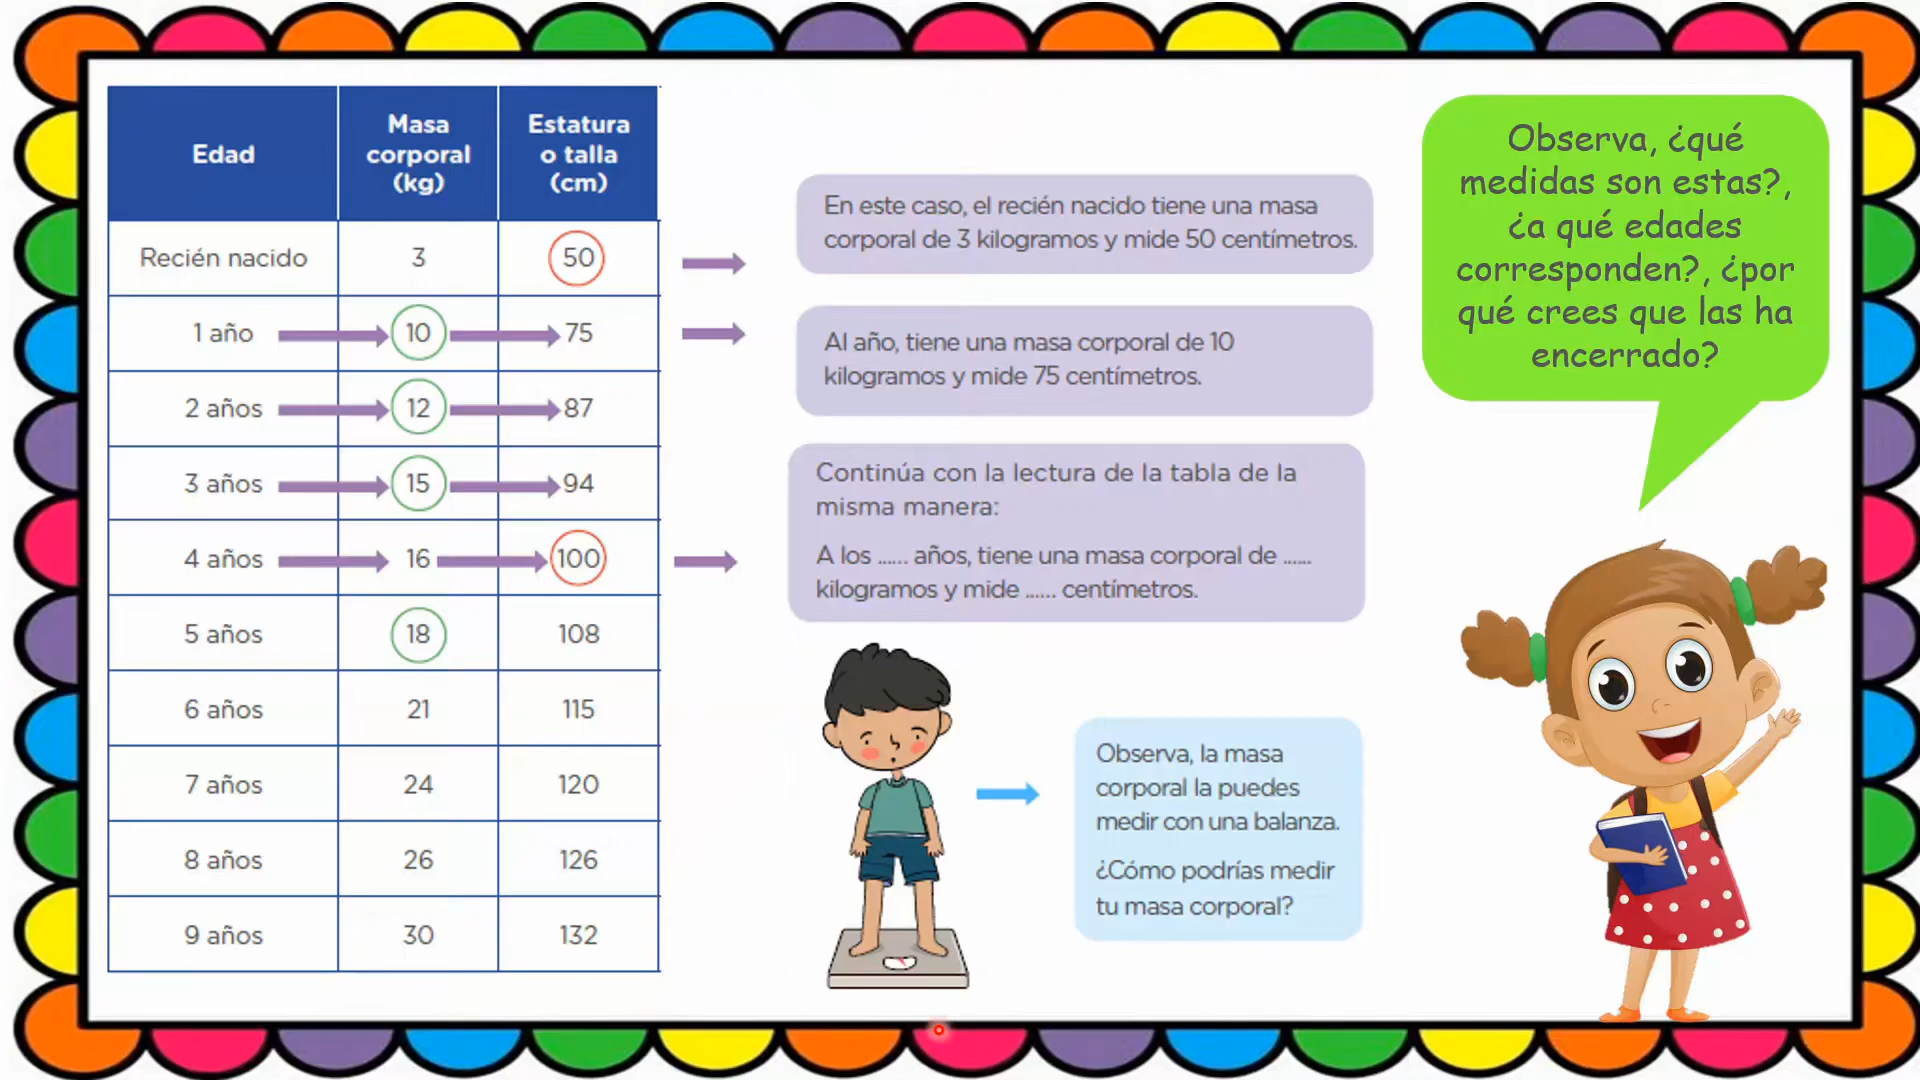 Edad
Masa
corporal
(kg)
Estatura
o talla
(cm)
Recién nacido 3 50
1 año 10 75
2 años 12 87
3 años 15 94
4 años 16 100
5 años 18 108
6 años 21 115
7 años 24 120
8 años 26 126
9 años 30 132
En este caso, el recién nacido tiene una masa
corporal de 3 kilogramos y mide 50 centímetros.
Al año, tiene una masa corporal de 10
kilogramos y mide 75 centímetros.
Continúa con la lectura de la tabla de la
misma manera:
A los ...... años, tiene una masa corporal de ......
kilogramos y mide ...... centímetros.
Observa, la masa
corporal la puedes
medir con una balanza.
¿Cómo podrías medir
tu masa corporal?
Observa, ¿qué
medidas son estas?,
¿a qué edades
corresponden?, ¿por
qué crees que las ha
encerrado?